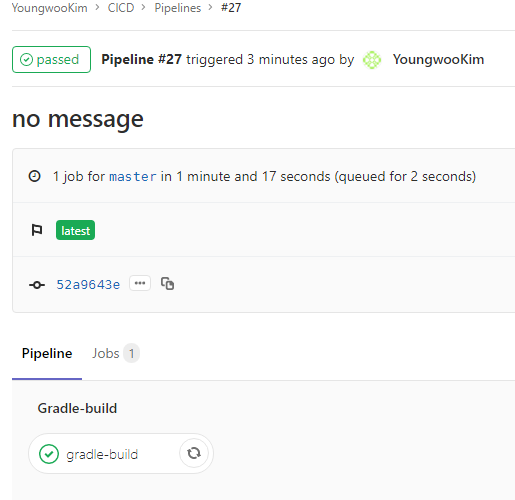 YoungwooKim > CICD > Pipelines > #27
passed Pipeline #27 triggered 3 minutes ago by YoungwooKim
no message
1 job for master in 1 minute and 17 seconds (queued for 2 seconds)
latest
52a9643e ...
Pipeline Jobs 1
Gradle-build
gradle-build